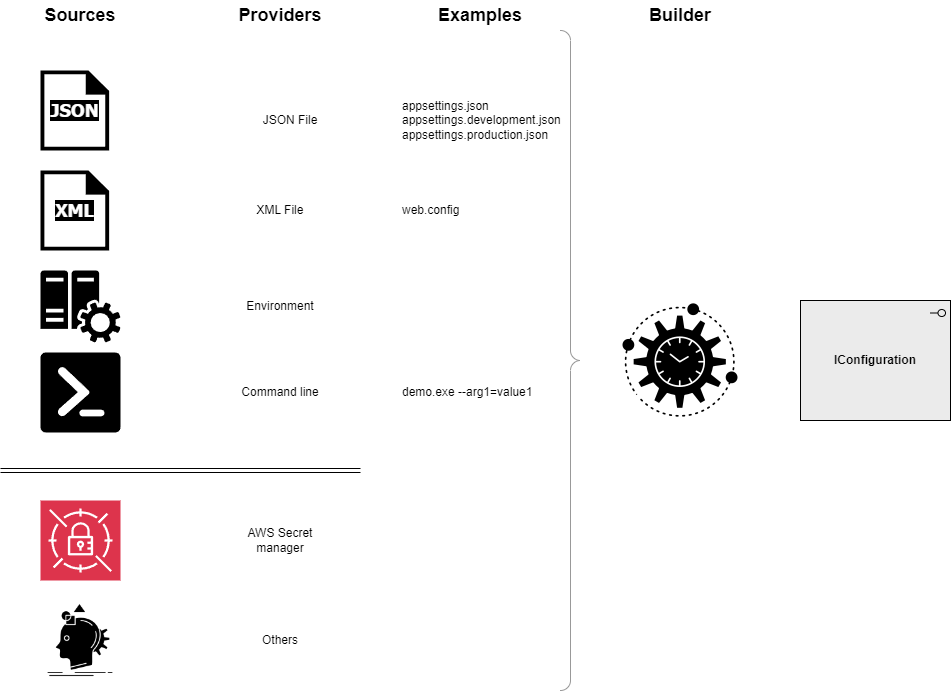 Sources
Providers
Examples
Builder
JSON
JSON File
appsettings.json
appsettings.development.json
appsettings.production.json
XML
XML File
web.config
Environment
IConfiguration
Command line
demo.exe --arg1=value1
AWS Secret
manager
Others